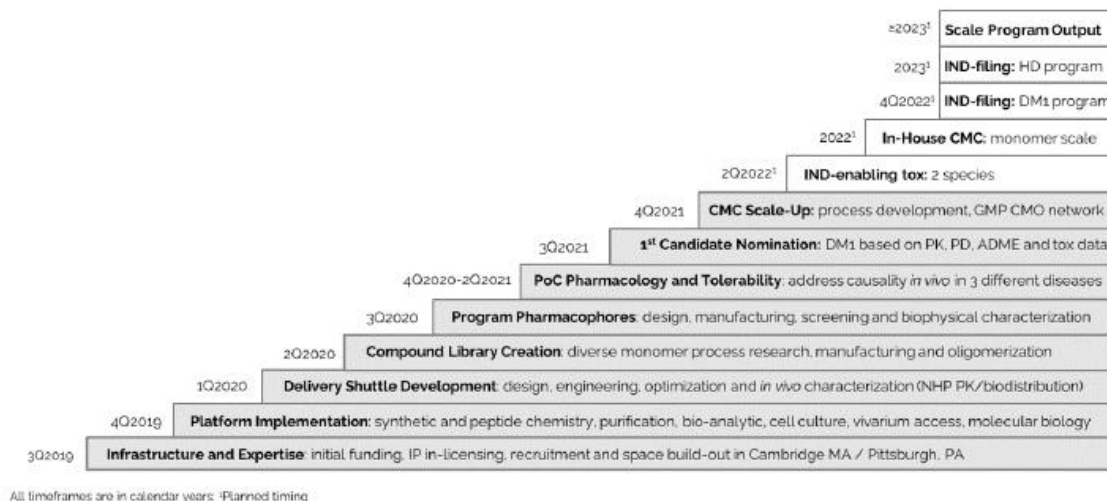 ≥2023¹ Scale Program Output
2023¹ IND-filing: HD program
4Q2022¹ IND-filing: DM1 program
2022¹ In-House CMC: monomer scale
2Q2022¹ IND-enabling tox: 2 species
4Q2021 CMC Scale-Up: process development, GMP CMO network
3Q2021 1st Candidate Nomination: DM1 based on PK, PD, ADME and tox data
4Q2020-2Q2021 PoC Pharmacology and Tolerability: address causality in vivo in 3 different diseases
3Q2020 Program Pharmacophores: design, manufacturing, screening and biophysical characterization
2Q2020 Compound Library Creation: diverse monomer process research, manufacturing and oligomerization
1Q2020 Delivery Shuttle Development: design, engineering, optimization and in vivo characterization (NHP PK/biodistribution)
4Q2019 Platform Implementation: synthetic and peptide chemistry, purification, bio-analytic, cell culture, vivarium access, molecular biology
3Q2019 Infrastructure and Expertise: initial funding, IP in-licensing, recruitment and space build-out in Cambridge MA / Pittsburgh, PA
All timeframes are in calendar years; ¹Planned timing